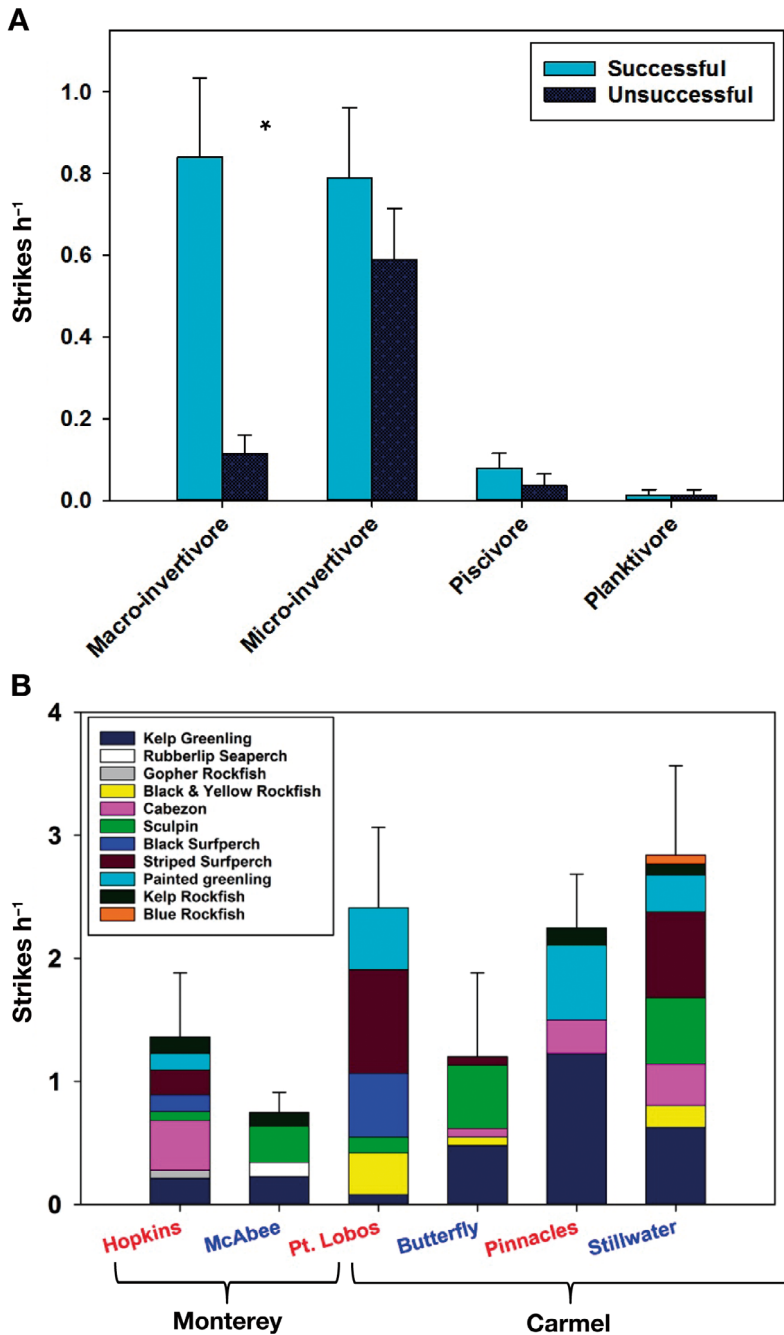 A
Strikes h⁻¹
1.0
0.8
0.6
0.4
0.2
0.0
Successful
Unsuccessful
*
Macro-invertivore
Micro-invertivore
Piscivore
Planktivore
B
Strikes h⁻¹
4
3
2
1
0
Kelp Greenling
Rubberlip Seaperch
Gopher Rockfish
Black & Yellow Rockfish
Cabezon
Sculpin
Black Surfperch
Striped Surfperch
Painted greenling
Kelp Rockfish
Blue Rockfish
Hopkins
McAbee
Pt. Lobos
Butterfly
Pinnacles
Stillwater
Monterey
Carmel